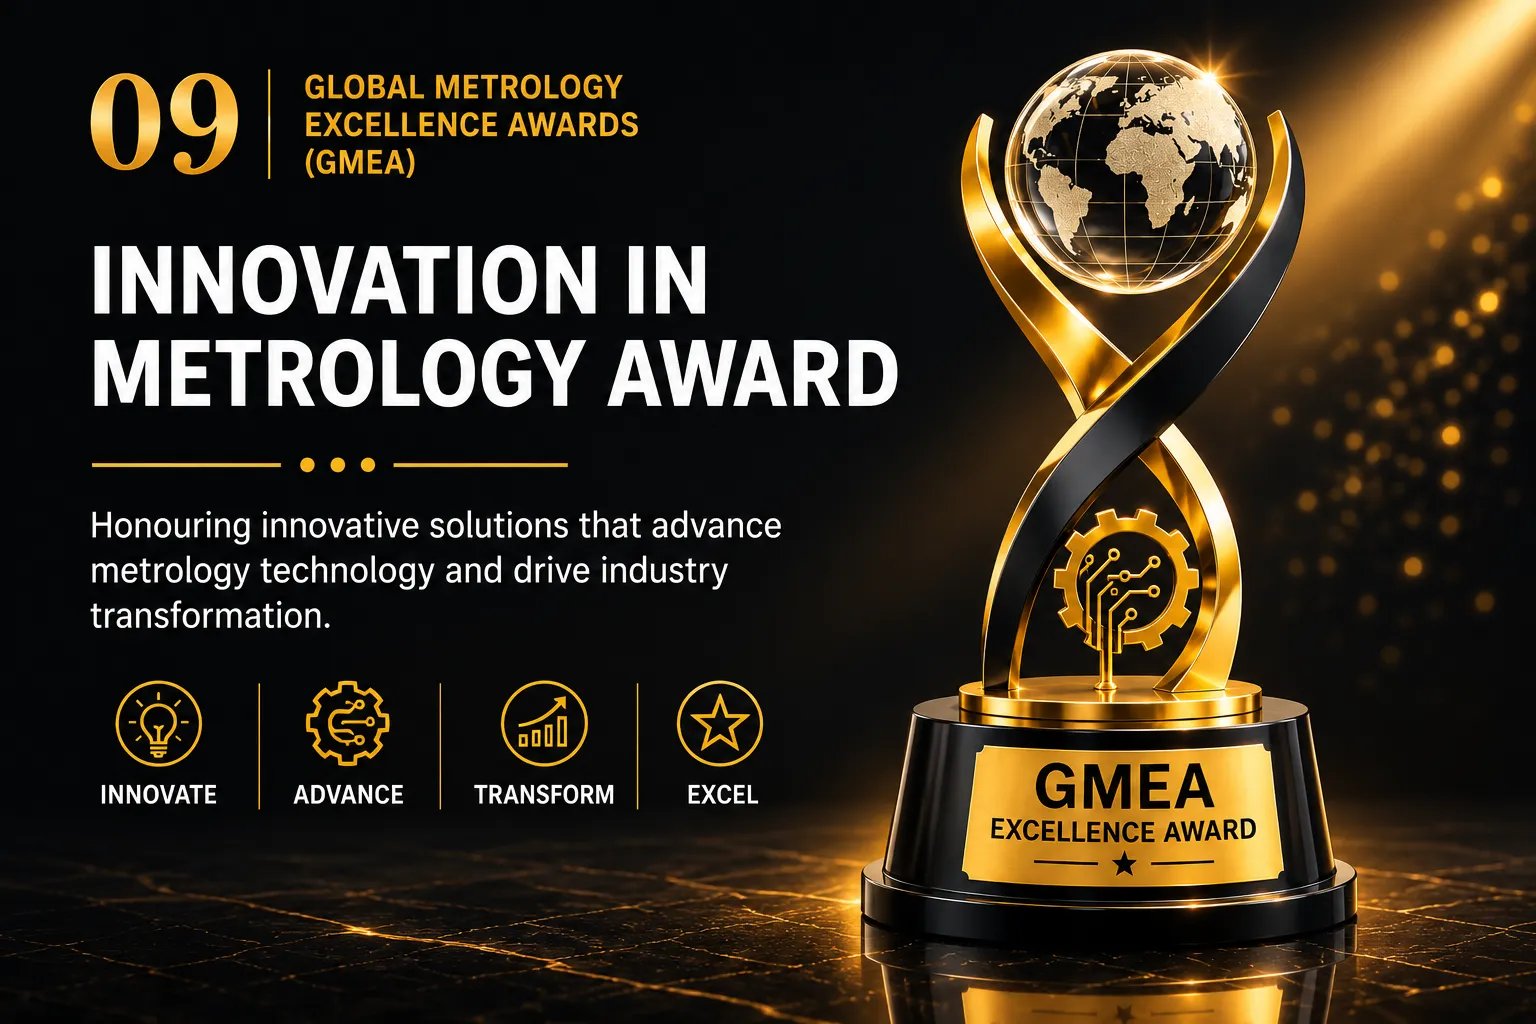 09
GLOBAL METROLOGY
EXCELLENCE AWARDS
(GMEA)
INNOVATION IN
METROLOGY AWARD
Honouring innovative solutions that advance
metrology technology and drive industry
transformation.
INNOVATE
ADVANCE
TRANSFORM
EXCEL
GMEA
EXCELLENCE AWARD